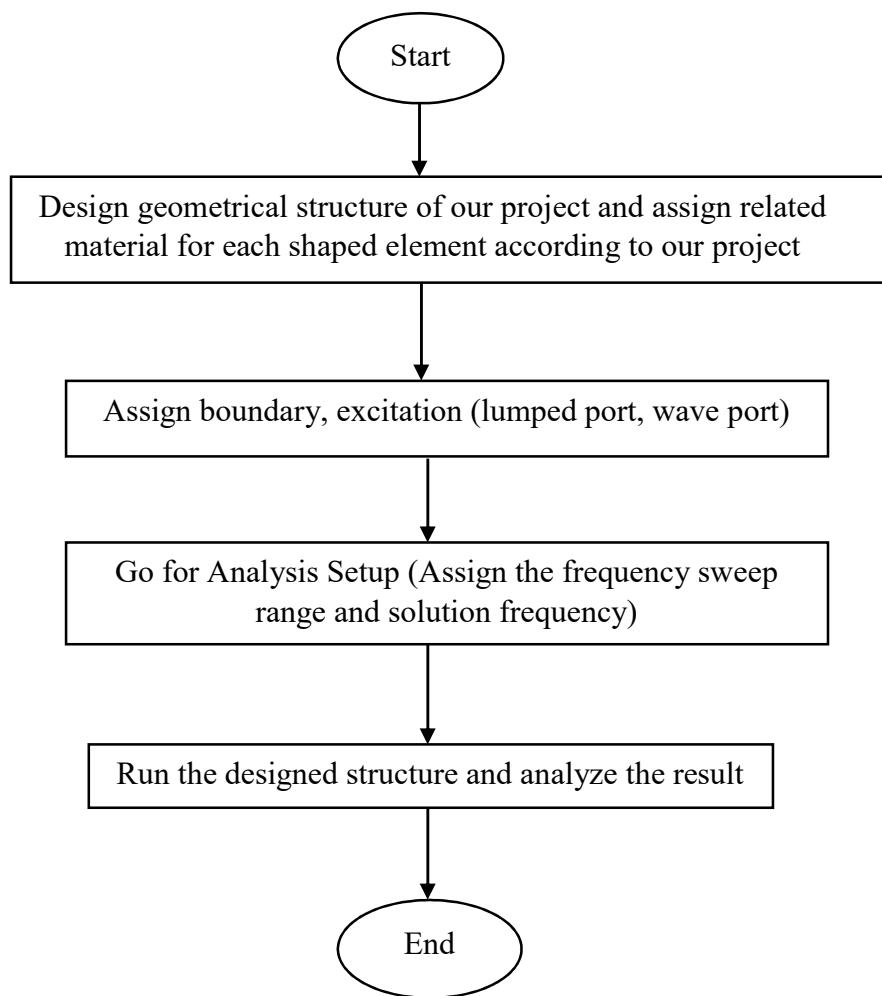 Start
Design geometrical structure of our project and assign related
material for each shaped element according to our project
Assign boundary, excitation (lumped port, wave port)
Go for Analysis Setup (Assign the frequency sweep
range and solution frequency)
Run the designed structure and analyze the result
End